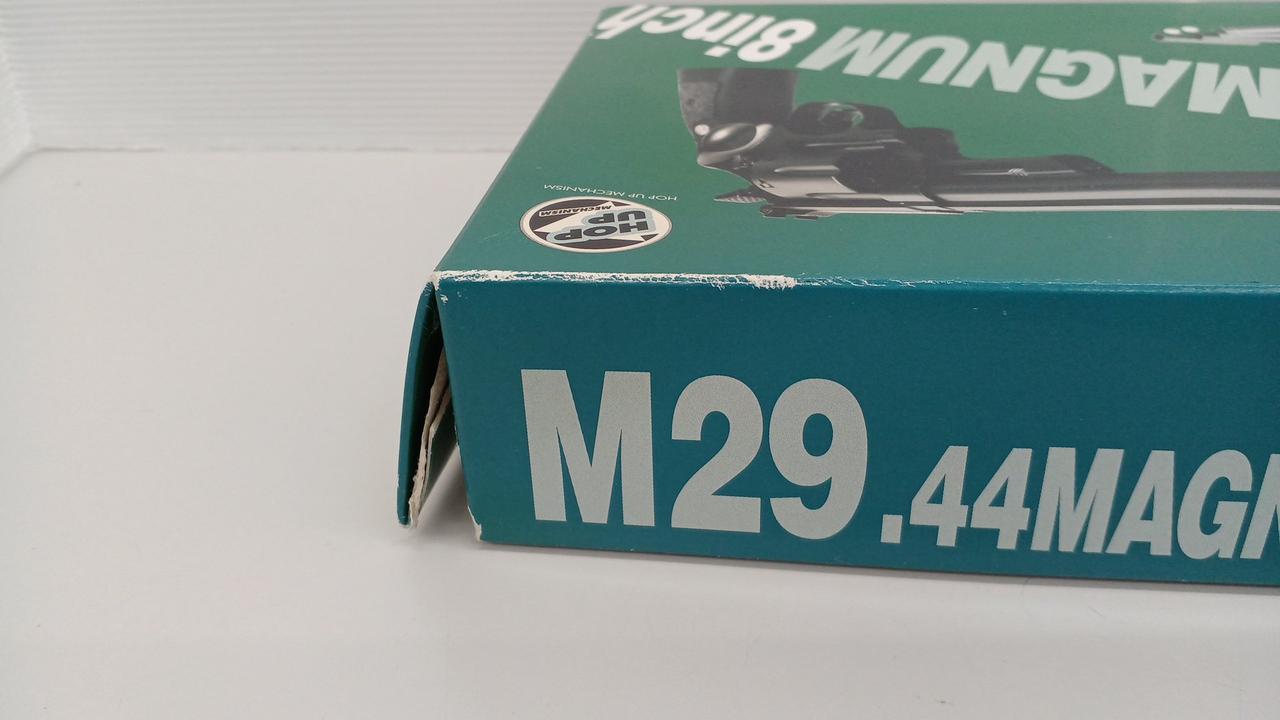 MAGNUM 8inch
HOP UP MECHANISM
HOP
UP
MECHANISM
M29 .44MAGN